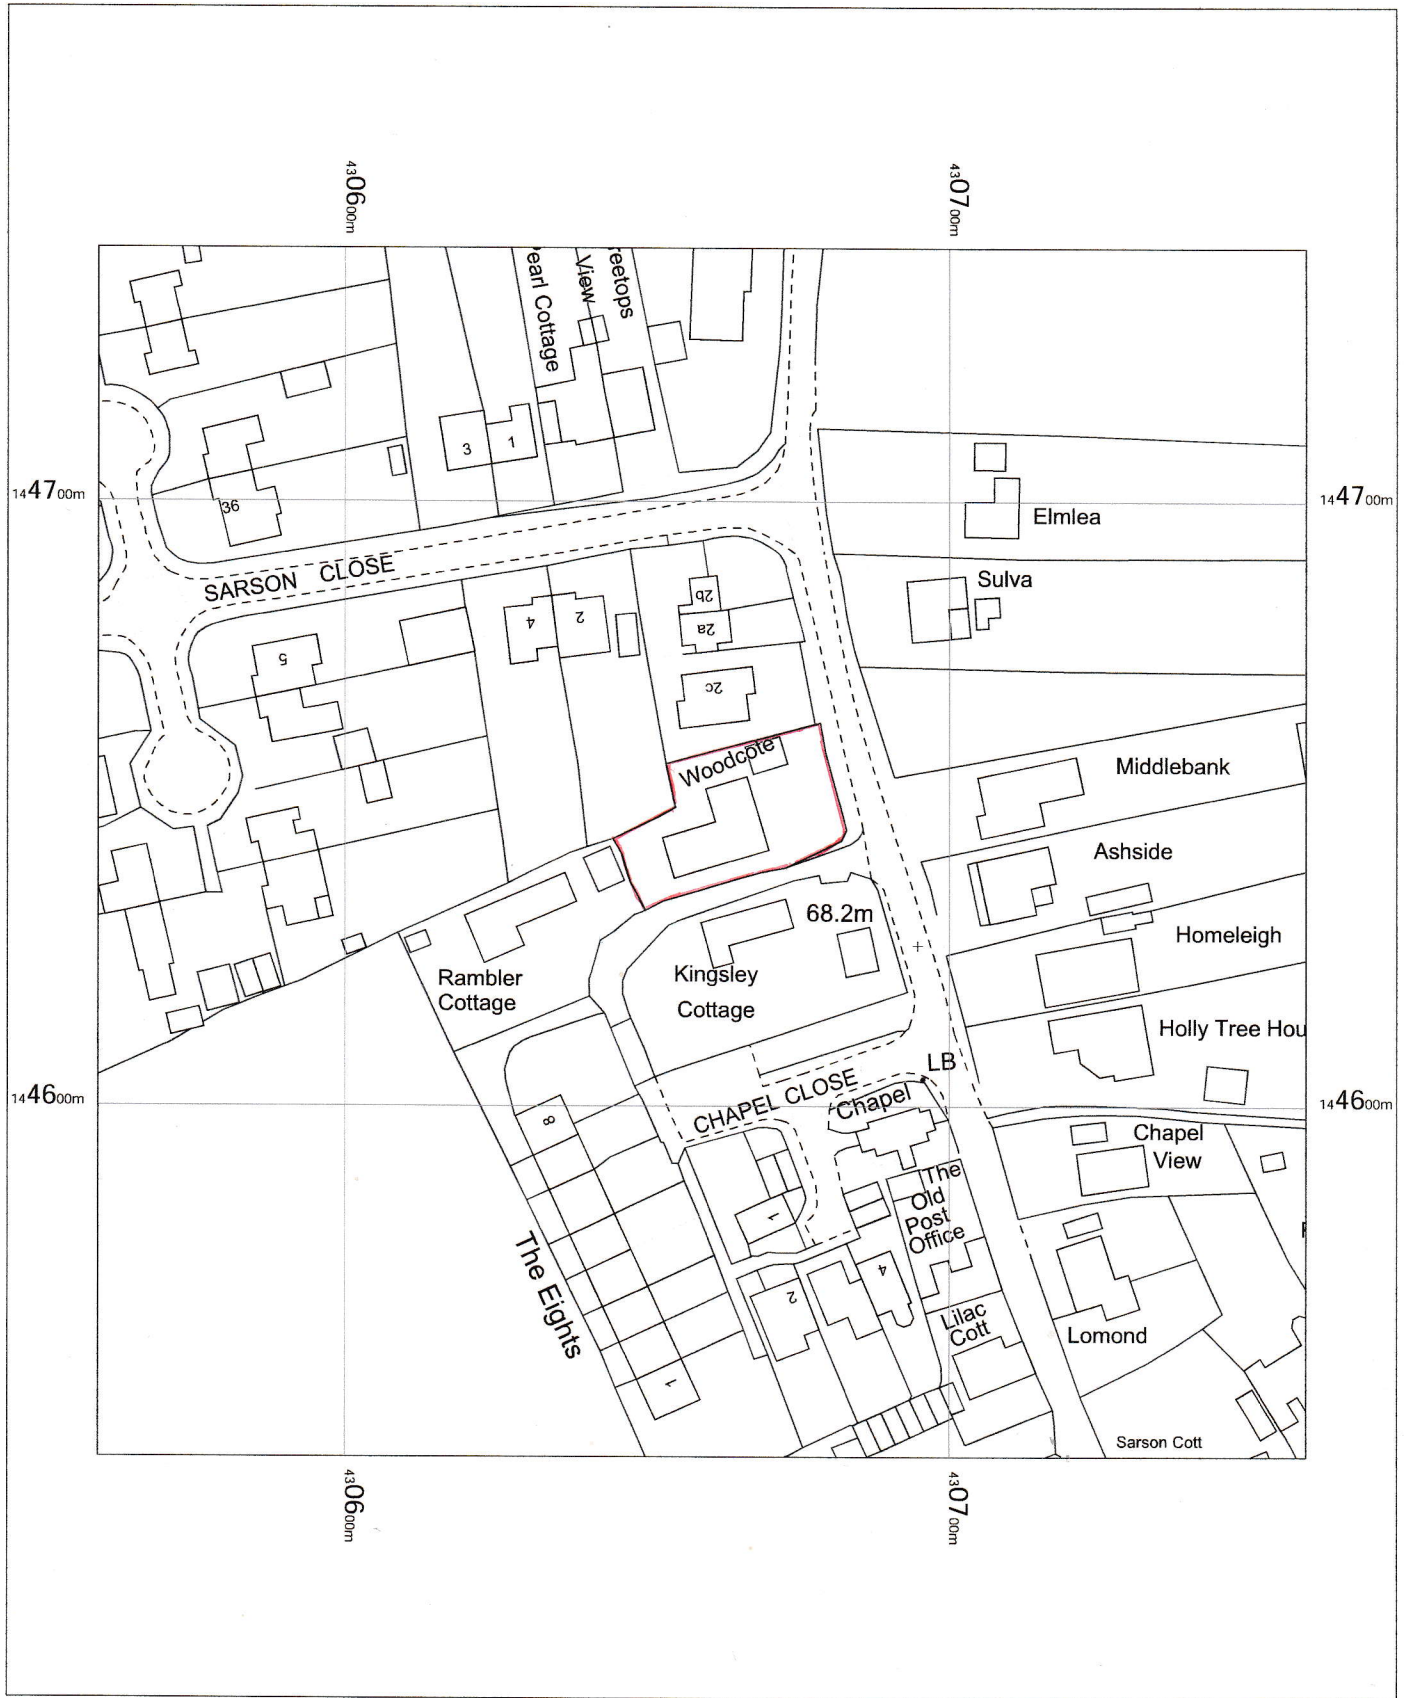 430600m
430700m
Pearl Cottage
View
reetops
3
1
144700m
144700m
36
Elmlea
SARSON CLOSE
Sulva
2b
4
2
2a
5
2c
Woodcote
Middlebank
Ashside
68.2m
Homeleigh
Rambler
Cottage
Kingsley
Cottage
Holly Tree Hou
LB
CHAPEL CLOSE
Chapel
144600m
144600m
8
Chapel
View
The
Old
Post
Office
1
The Eights
4
2
Lilac
Cott
Lomond
1
Sarson Cott
430600m
430700m